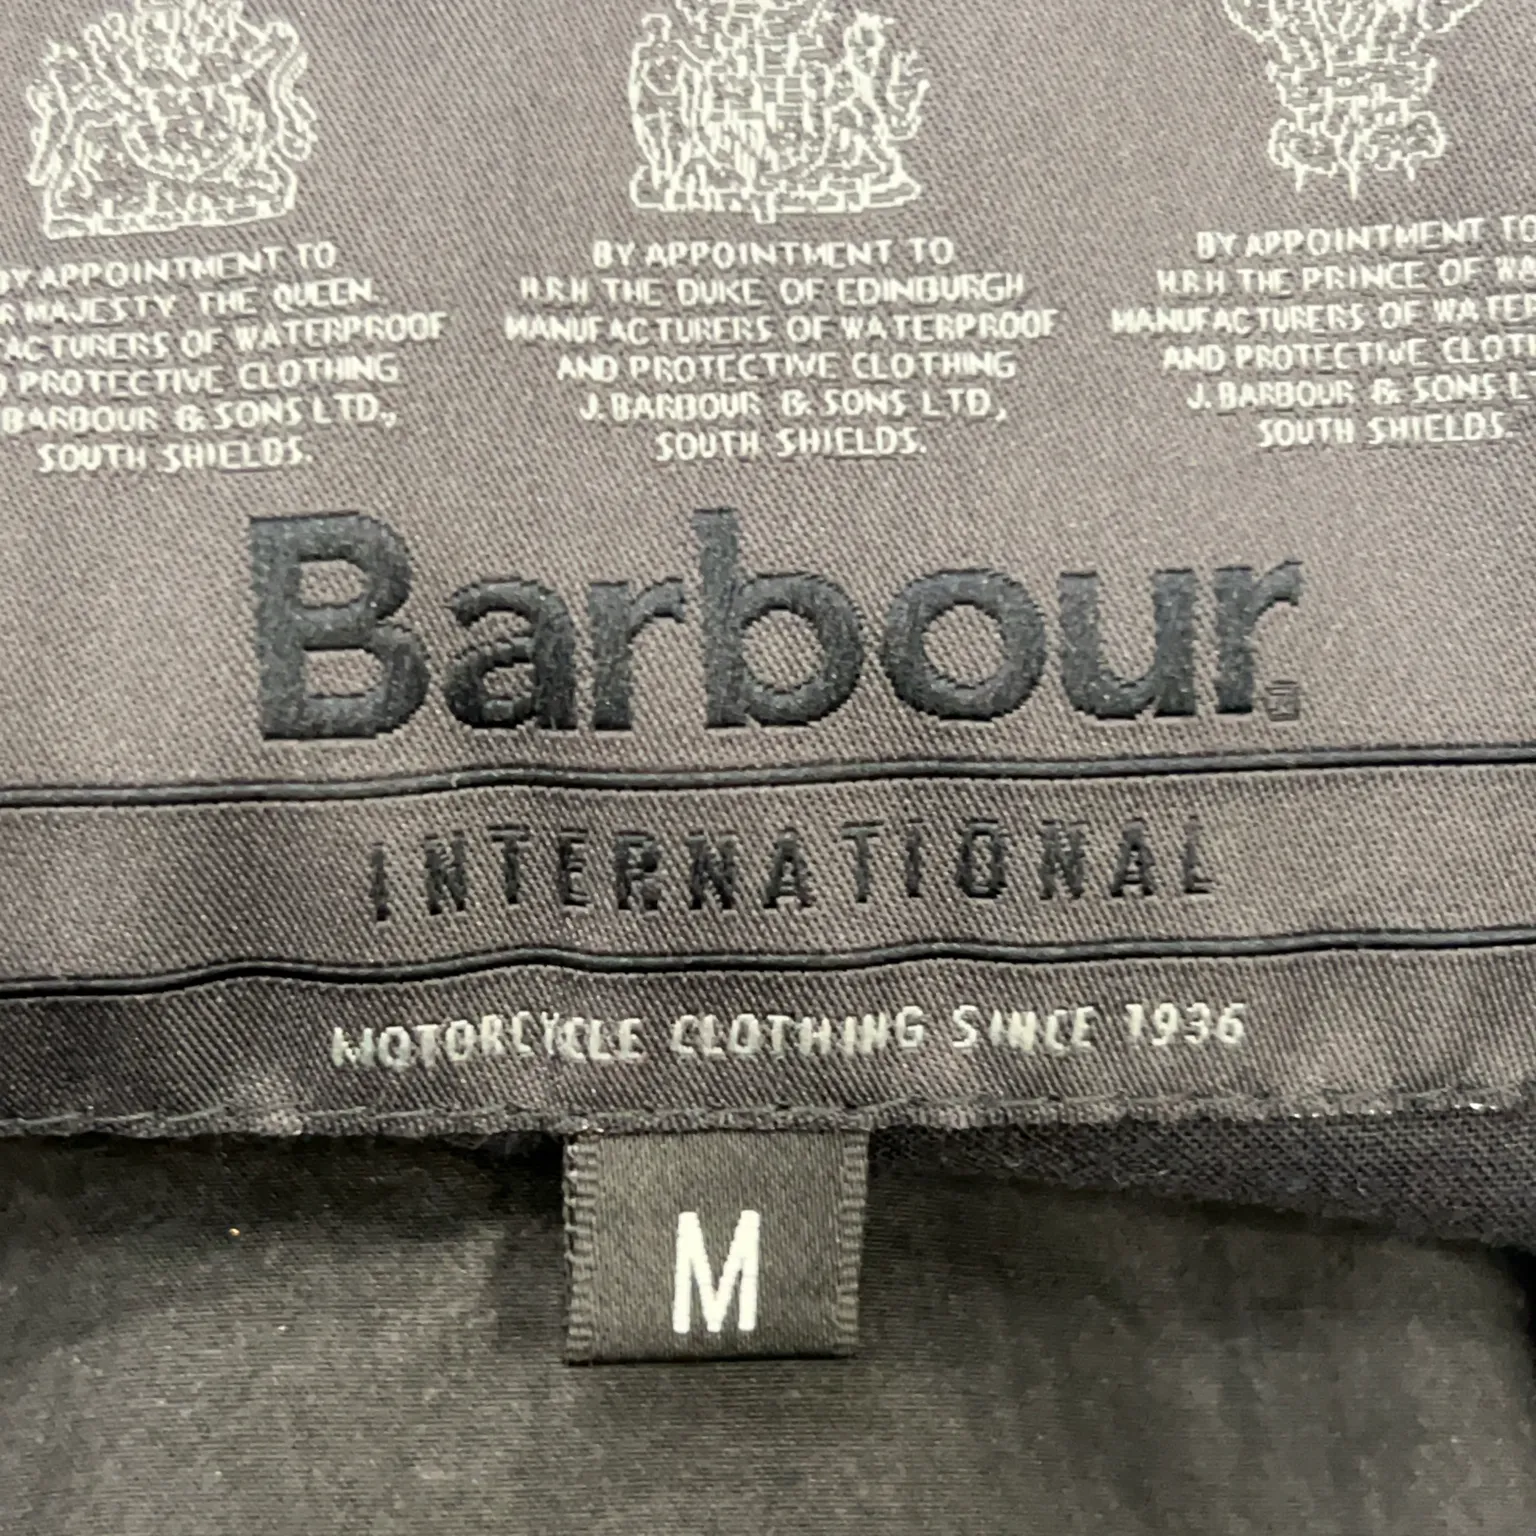 BY APPOINTMENT TO
MAJESTY THE QUEEN
OF WATERPROOF
PROTECTIVE CLOTHING
BARBOUR & SONS LTD.,
SOUTH SHIELDS.
BY APPOINTMENT TO
H.R.H THE DUKE OF EDINBURGH
MANUFACTURERS OF WATERPROOF
AND PROTECTIVE CLOTHING
J. BARBOUR & SONS LTD,
SOUTH SHIELDS.
BY APPOINTMENT TO
H.R.H THE PRINCE OF
MANUFACTURERS OF
AND PROTECTIVE
J. BARBOUR & SONS
SOUTH SHIELDS.
Barbour
INTERNATIONAL
MOTORCYCLE CLOTHING SINCE 1936
M